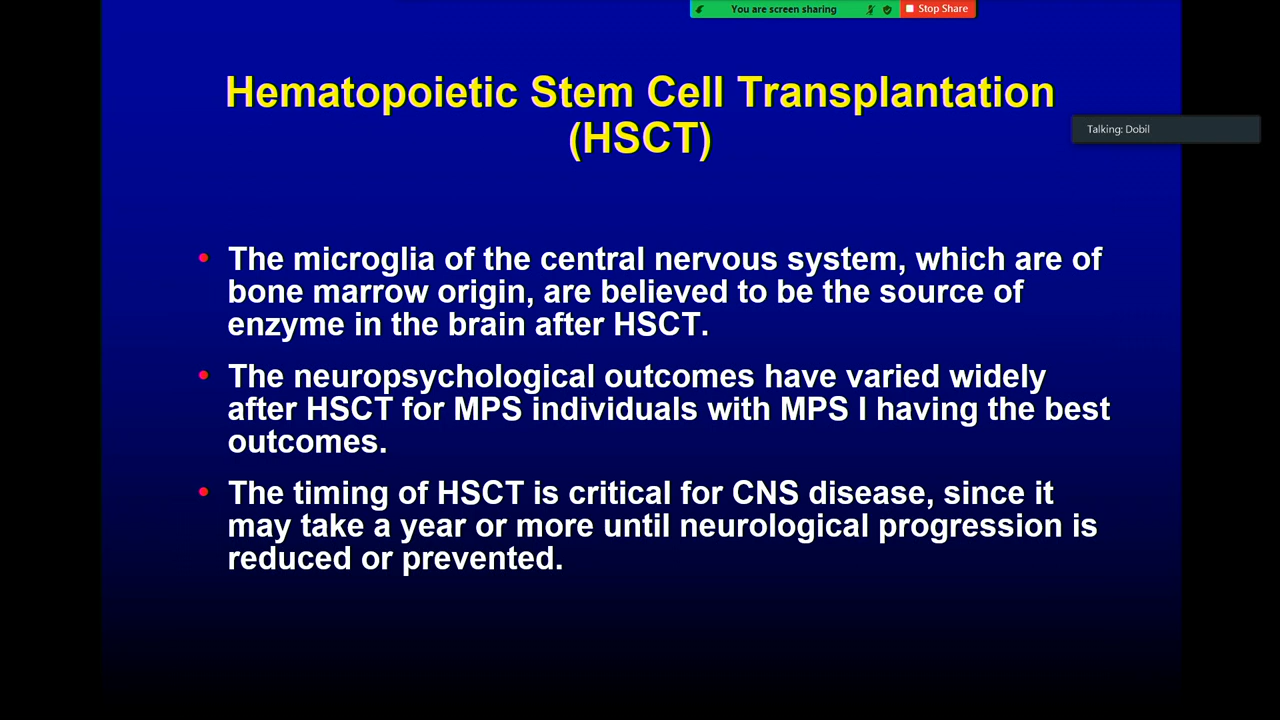 You are screen sharing
Stop Share
Hematopoietic Stem Cell Transplantation
(HSCT)
Talking: Dobil
• The microglia of the central nervous system, which are of
bone marrow origin, are believed to be the source of
enzyme in the brain after HSCT.
• The neuropsychological outcomes have varied widely
after HSCT for MPS individuals with MPS I having the best
outcomes.
• The timing of HSCT is critical for CNS disease, since it
may take a year or more until neurological progression is
reduced or prevented.